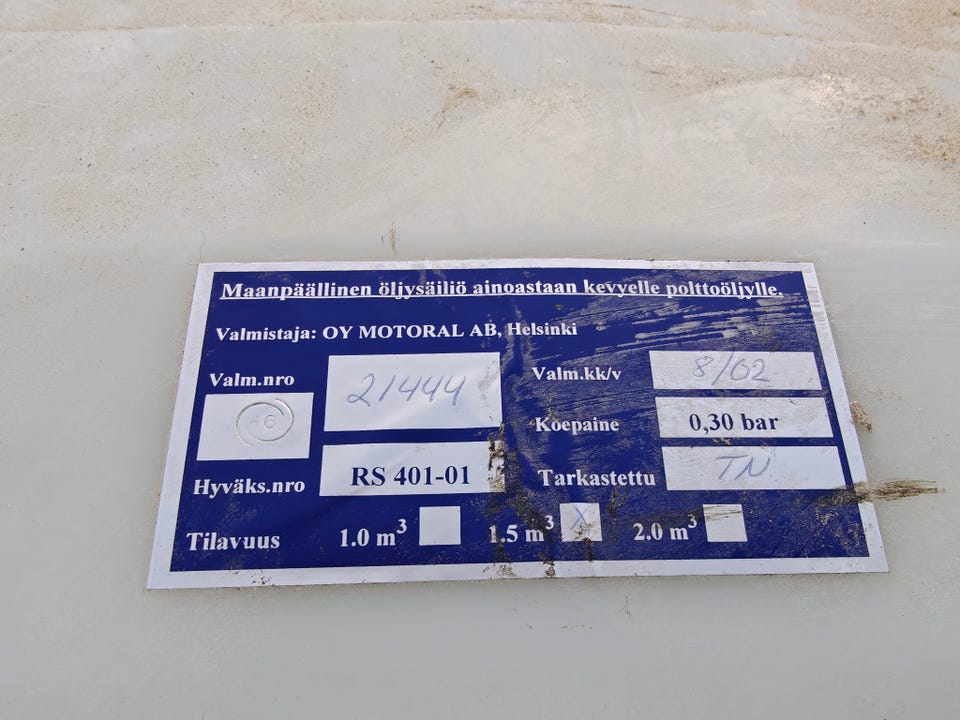 Maanpäällinen öljysäiliö ainoastaan kevyelle polttoöljylle.
Valmistaja: OY MOTORAL AB, Helsinki
Valm.nro 21444
Valm.kk/v 8/02
Koepaine 0,30 bar
Hyväks.nro RS 401-01
Tarkastettu TN
Tilavuus 1.0 m³ 1.5 m³ X 2.0 m³